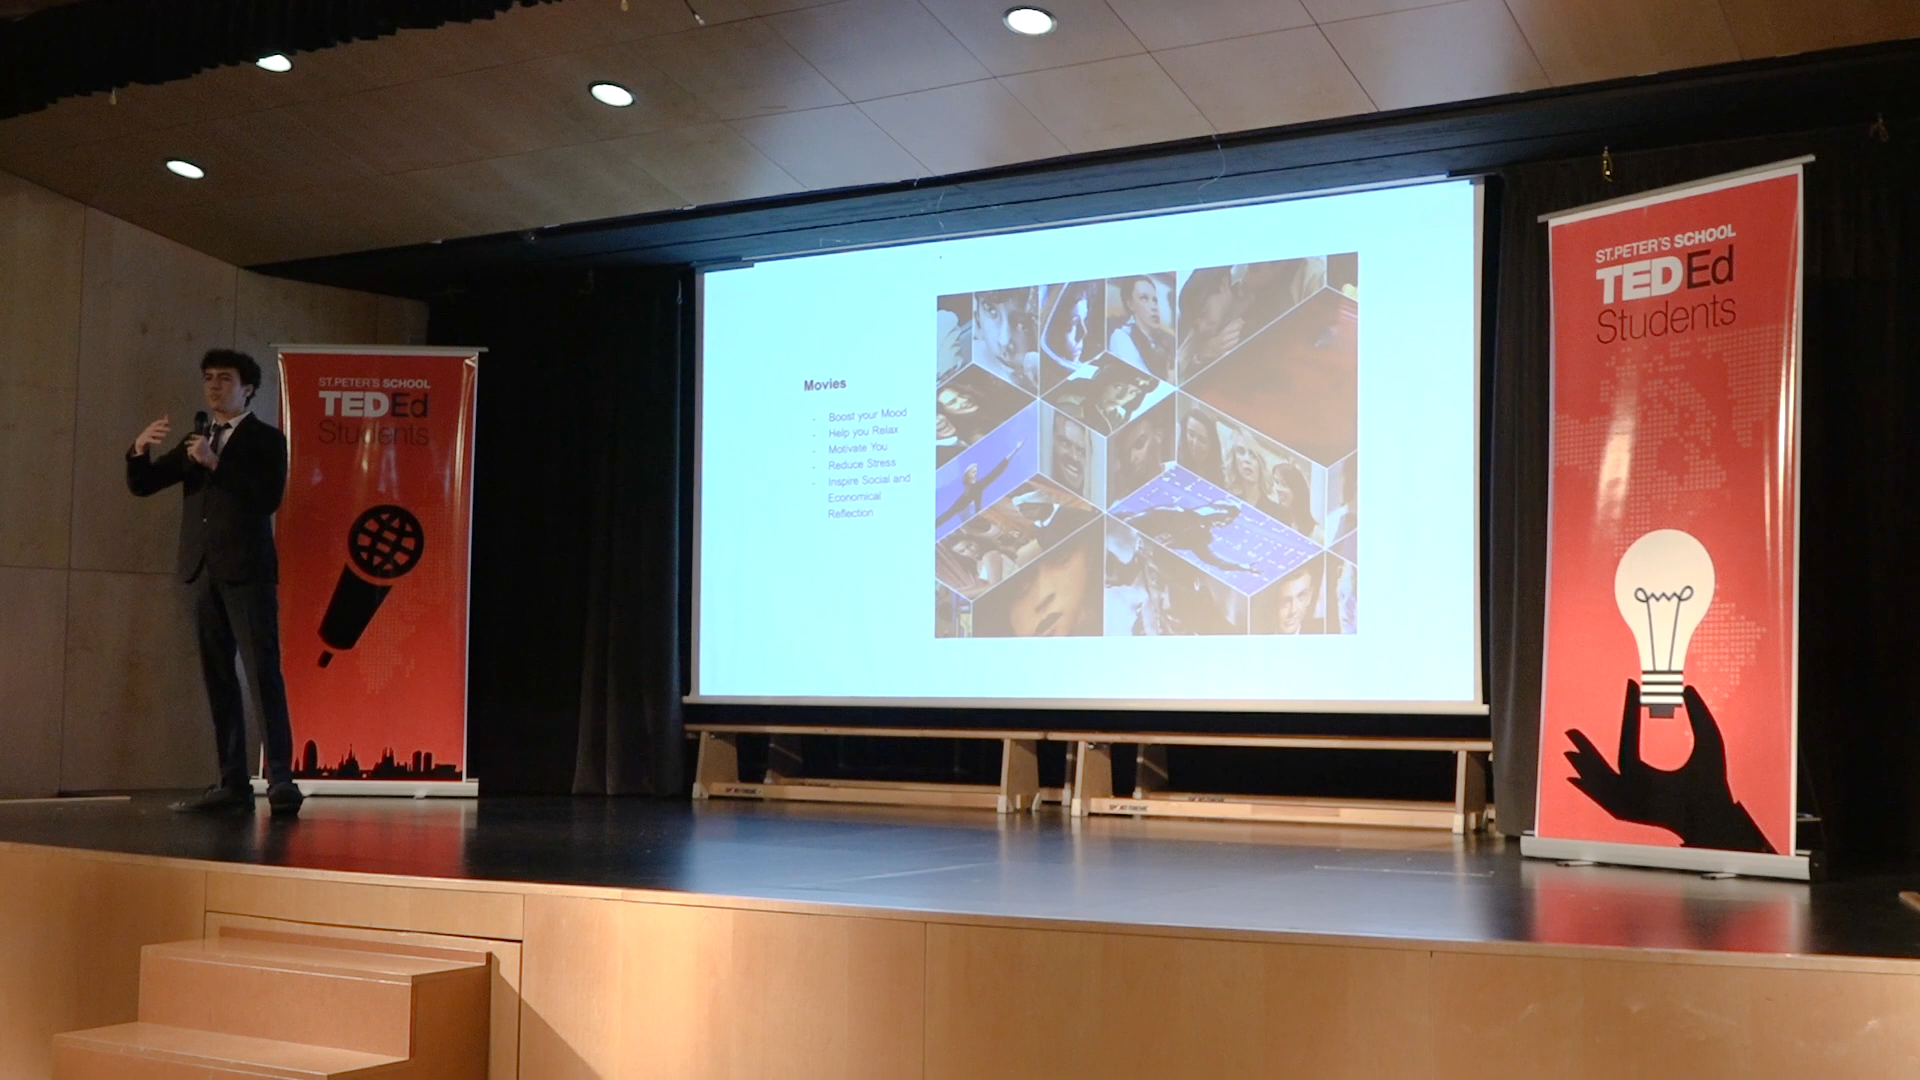 ST.PETER'S SCHOOL
TEDEd
Students
Movies
- Boost your Mood
- Help you Relax
- Motivate You
- Reduce Stress
- Inspire Social and
Economical
Reflection
ST.PETER'S SCHOOL
TEDEd
Students